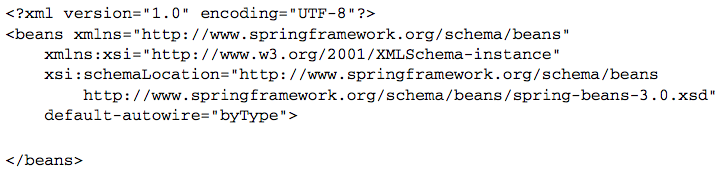 <?xml version="1.0" encoding="UTF-8"?>
<beans xmlns="http://www.springframework.org/schema/beans"
    xmlns:xsi="http://www.w3.org/2001/XMLSchema-instance"
    xsi:schemaLocation="http://www.springframework.org/schema/beans
        http://www.springframework.org/schema/beans/spring-beans-3.0.xsd"
    default-autowire="byType">

</beans>